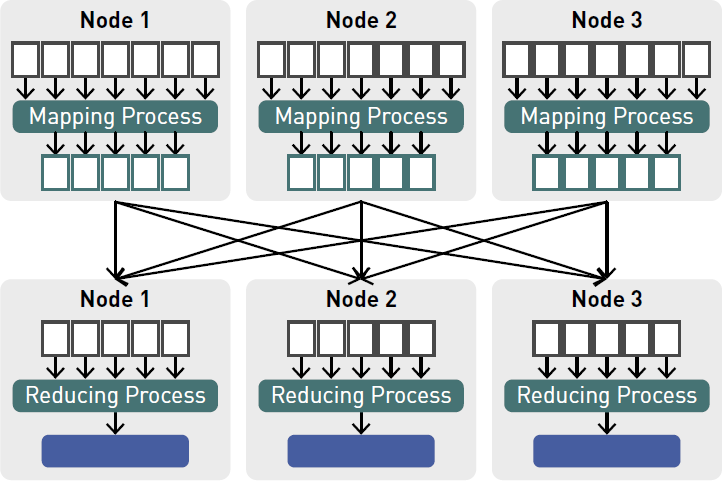 Node 1
Node 2
Node 3
Mapping Process
Mapping Process
Mapping Process
Node 1
Node 2
Node 3
Reducing Process
Reducing Process
Reducing Process